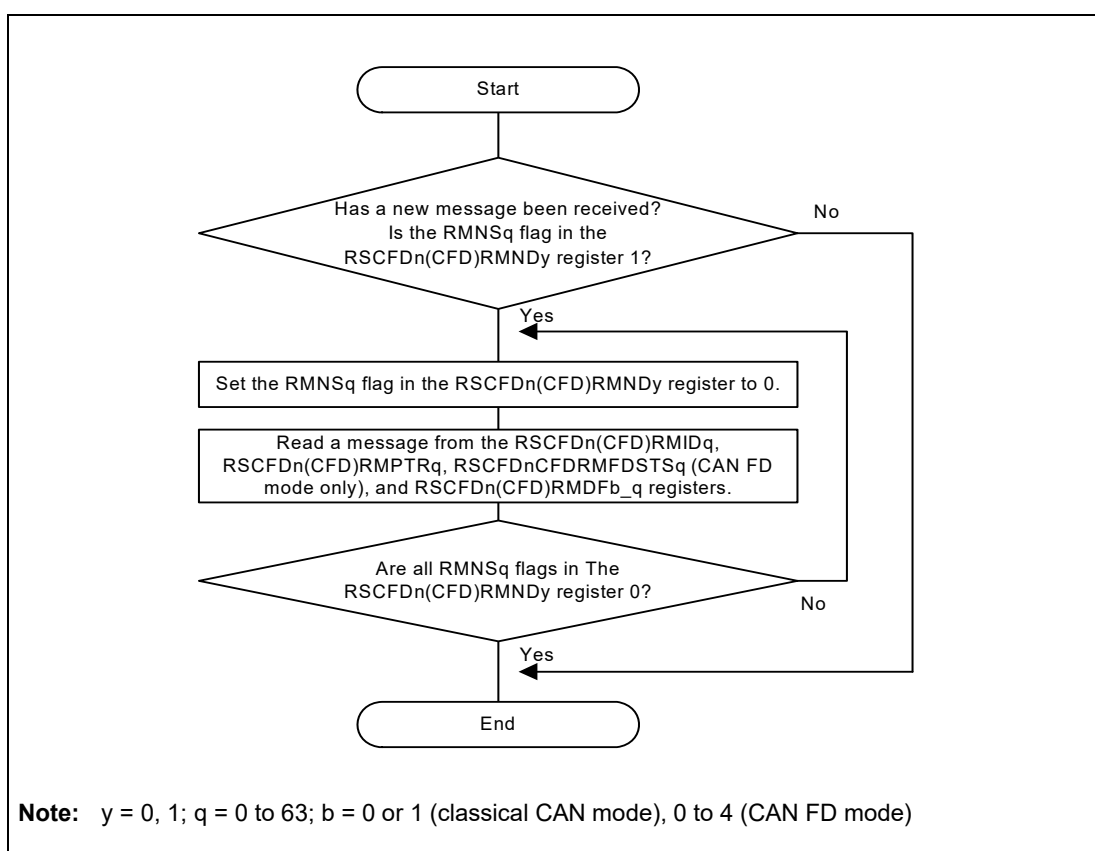 Start
Has a new message been received?
Is the RMNSq flag in the
RSCFDn(CFD)RMNDy register 1?
No
Yes
Set the RMNSq flag in the RSCFDn(CFD)RMNDy register to 0.
Read a message from the RSCFDn(CFD)RMIDq,
RSCFDn(CFD)RMPTRq, RSCFDnCFDRMFDSTSq (CAN FD
mode only), and RSCFDn(CFD)RMDFb_q registers.
Are all RMNSq flags in The
RSCFDn(CFD)RMNDy register 0?
No
Yes
End
Note: y = 0, 1; q = 0 to 63; b = 0 or 1 (classical CAN mode), 0 to 4 (CAN FD mode)